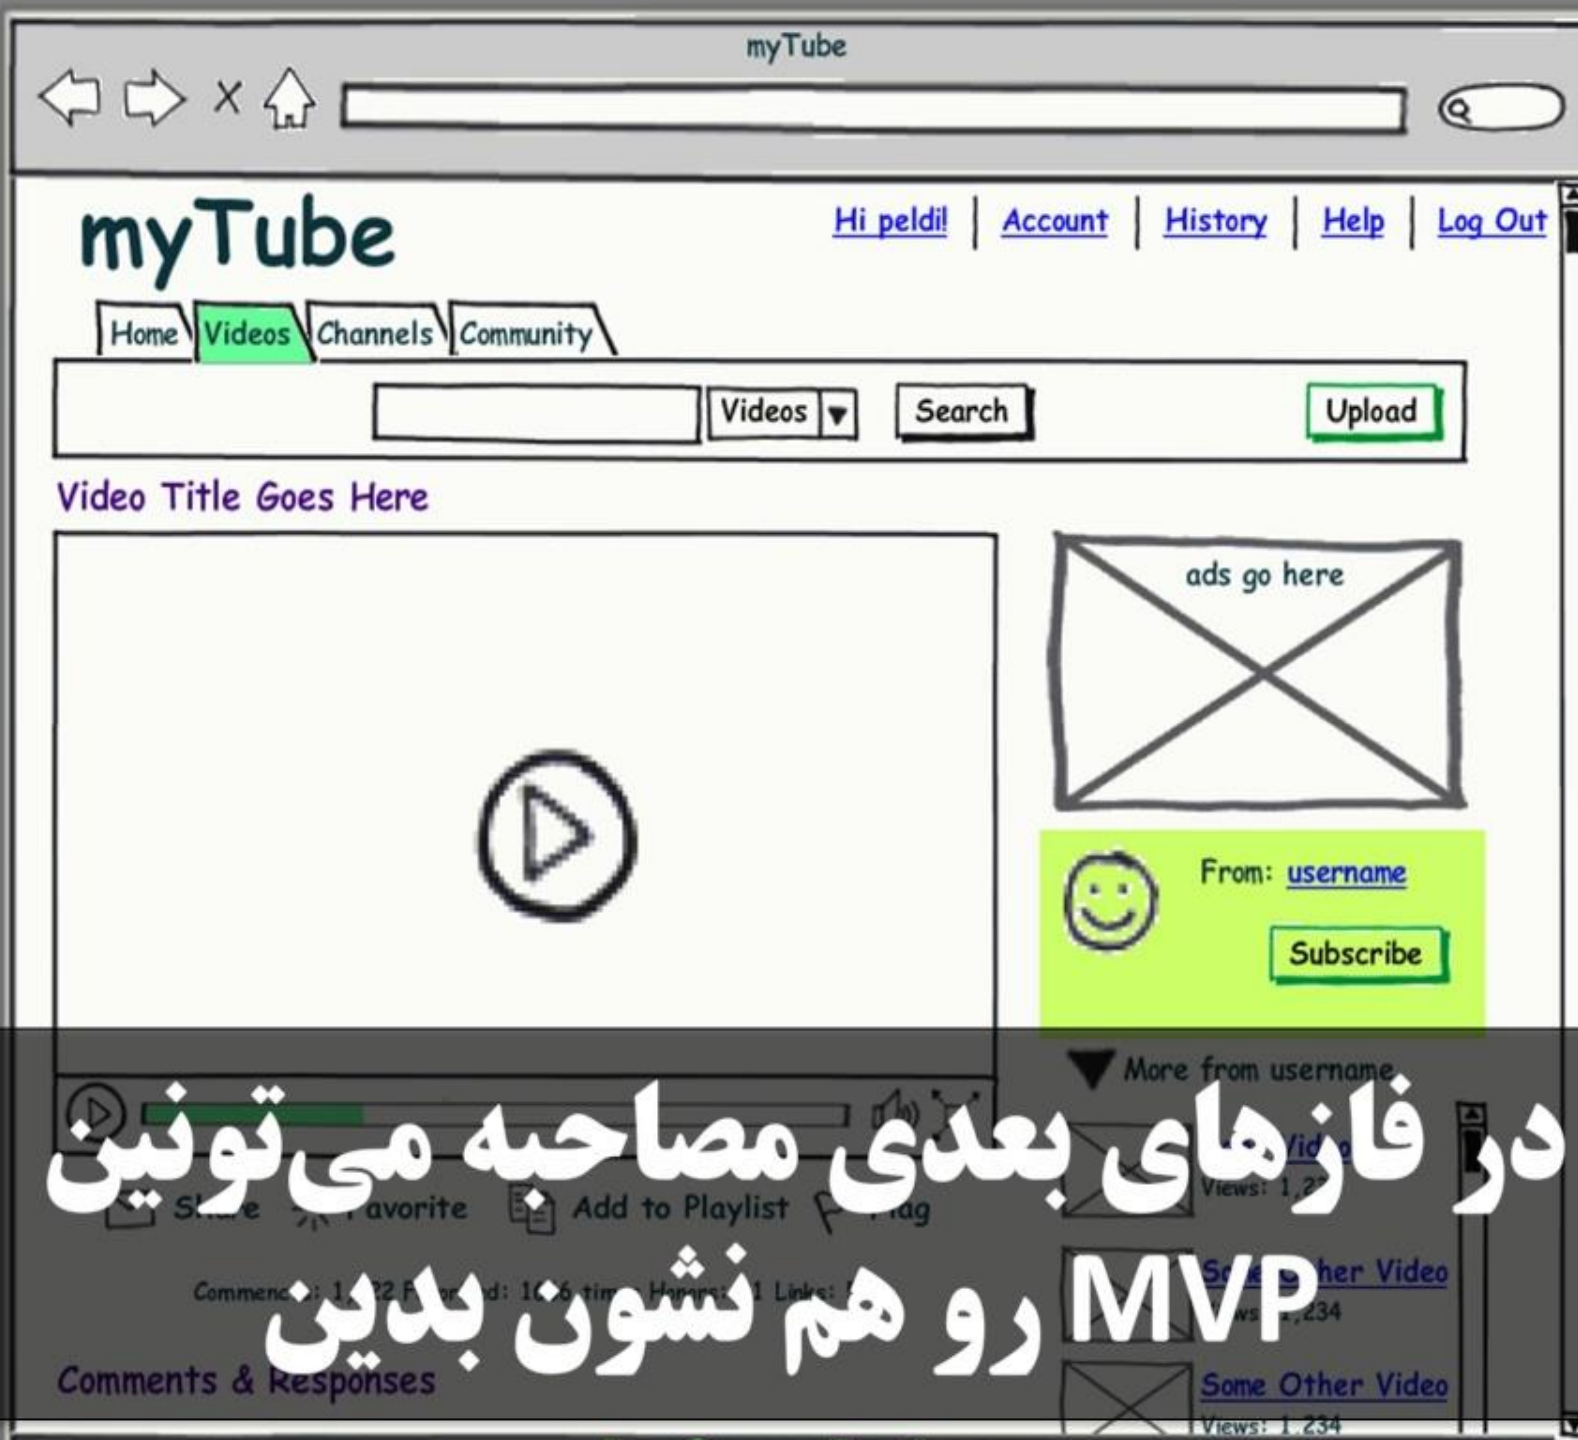 myTube
myTube
Hi peldi! Account History Help Log Out
Home Videos Channels Community
Videos Search Upload
Video Title Goes Here
ads go here
From: username
Subscribe
More from username
در فازهای بعدی مصاحبه می‌تونین
MVP رو هم نشون بدین
Add to Playlist
Views:
Some Other Video
Comments & Responses
Some Other Video
Views: 1,234